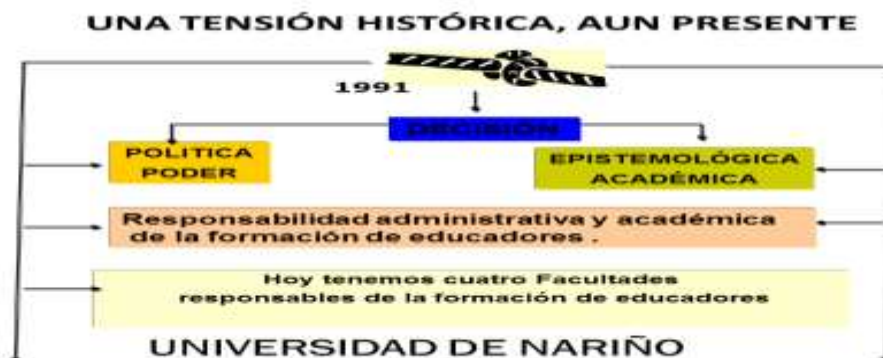 UNA TENSIÓN HISTÓRICA, AUN PRESENTE
1991
DECISIÓN
POLITICA
PODER
EPISTEMOLÓGICA
ACADÉMICA
Responsabilidad administrativa y académica
de la formación de educadores .
Hoy tenemos cuatro Facultades
responsables de la formación de educadores
UNIVERSIDAD DE NARIÑO